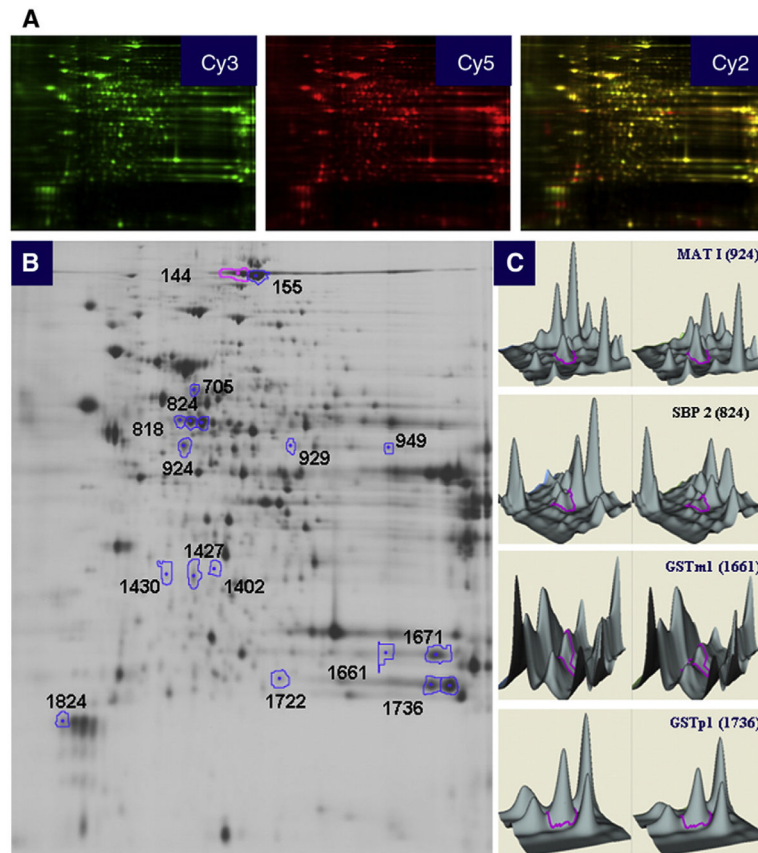 A
Cy3
Cy5
Cy2
B
144
155
705
824
818
924
929
949
1427
1430
1402
1671
1661
1722
1736
1824
C
MAT I (924)
SBP 2 (824)
GSTm1 (1661)
GSTp1 (1736)